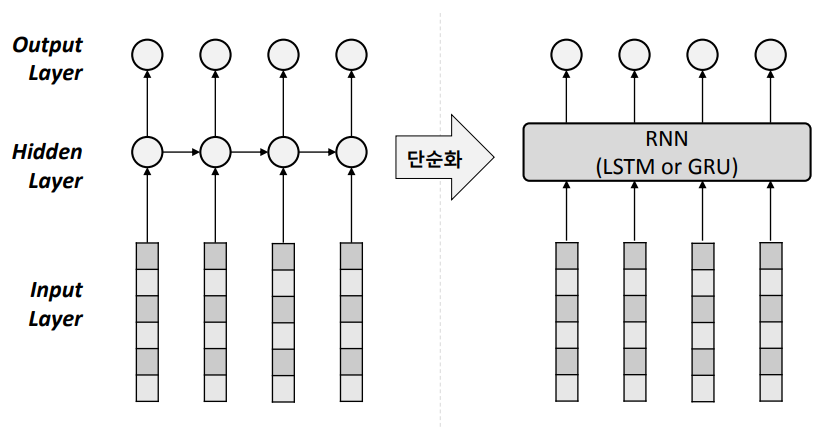 Output
Layer
Hidden
Layer
Input
Layer
단순화
RNN
(LSTM or GRU)